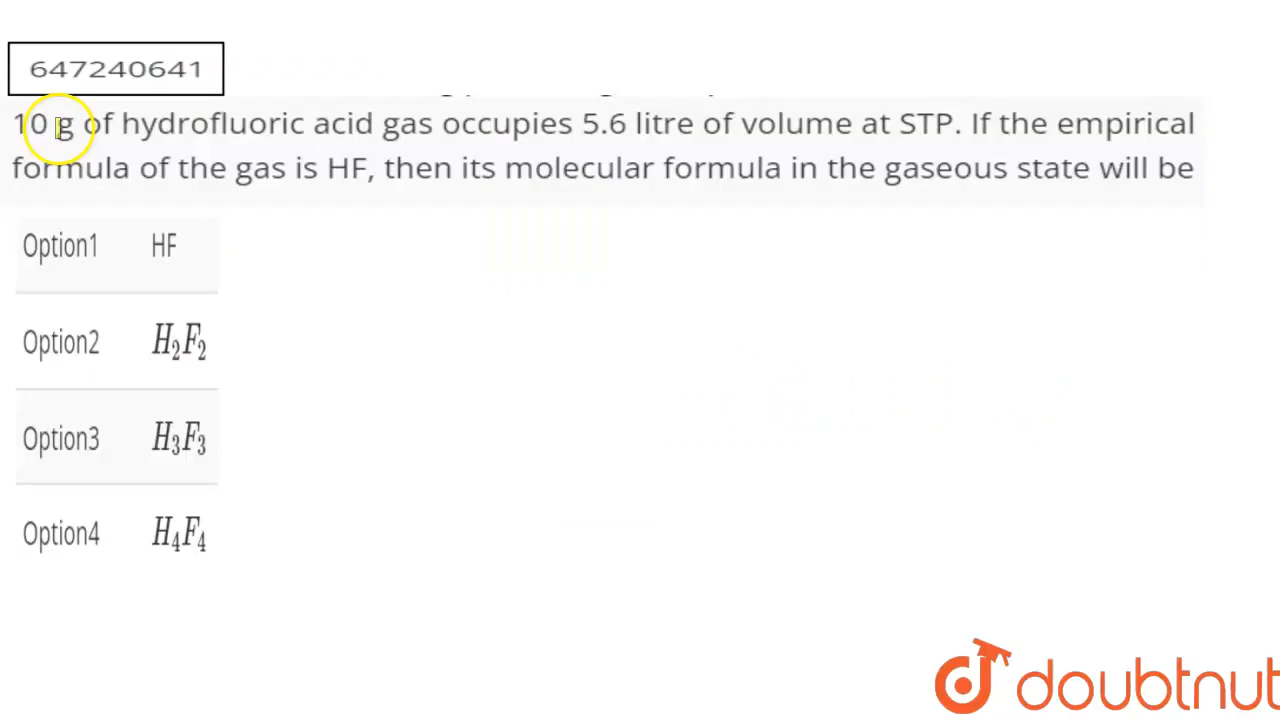 647240641
10 g of hydrofluoric acid gas occupies 5.6 litre of volume at STP. If the empirical
formula of the gas is HF, then its molecular formula in the gaseous state will be
Option1 HF
Option2 H₂F₂
Option3 H₃F₃
Option4 H₄F₄
doubtnut